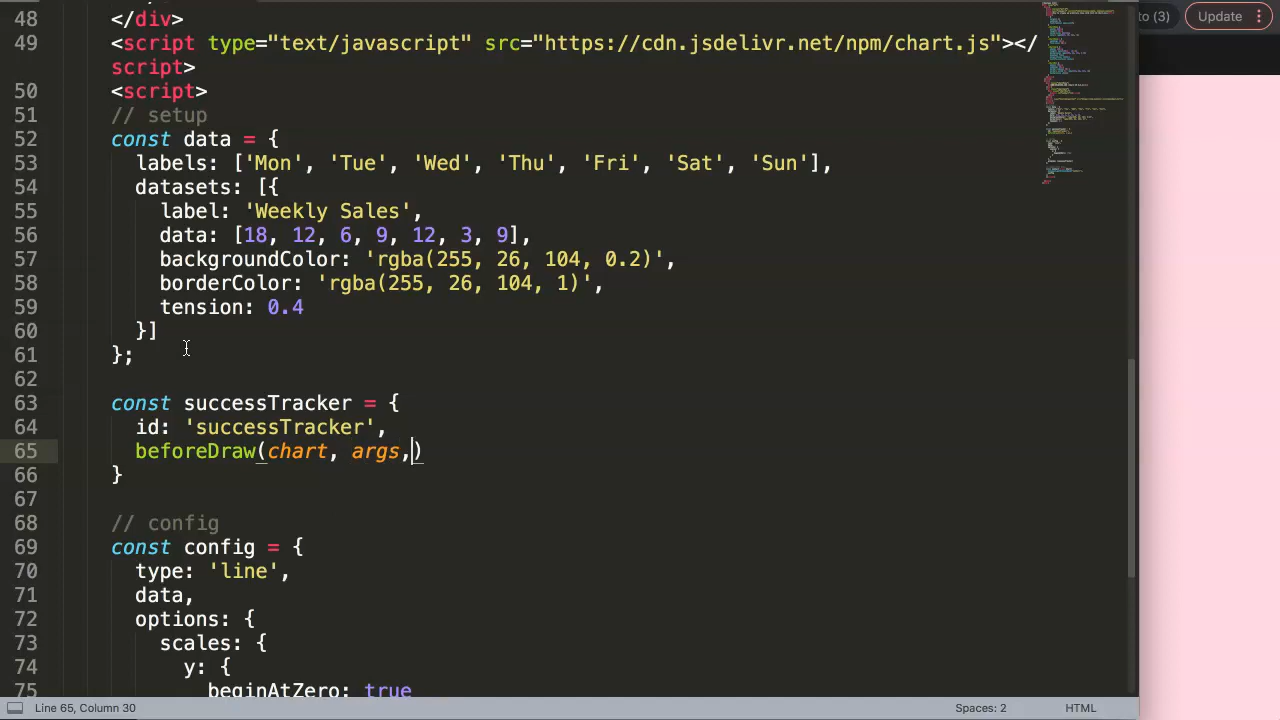 to (3) Update
48 </div>
49 <script type="text/javascript" src="https://cdn.jsdelivr.net/npm/chart.js"></
script>
50 <script>
51 // setup
52 const data = {
53 labels: ['Mon', 'Tue', 'Wed', 'Thu', 'Fri', 'Sat', 'Sun'],
54 datasets: [{
55 label: 'Weekly Sales',
56 data: [18, 12, 6, 9, 12, 3, 9],
57 backgroundColor: 'rgba(255, 26, 104, 0.2)',
58 borderColor: 'rgba(255, 26, 104, 1)',
59 tension: 0.4
60 }]
61 };
62
63 const successTracker = {
64 id: 'successTracker',
65 beforeDraw(chart, args,)
66 }
67
68 // config
69 const config = {
70 type: 'line',
71 data,
72 options: {
73 scales: {
74 y: {
75 beginAtZero: true
Line 65, Column 30 Spaces: 2 HTML